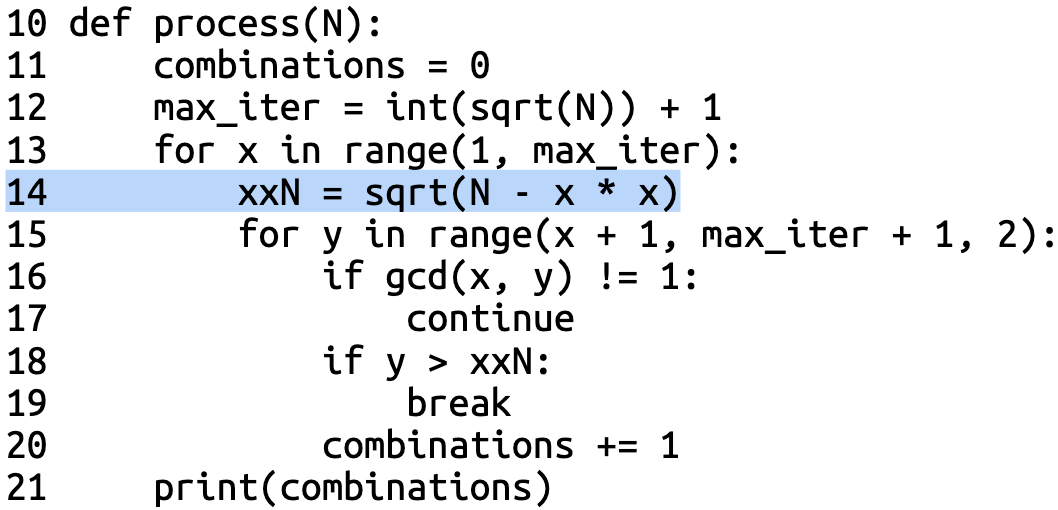 10 def process(N):
11     combinations = 0
12     max_iter = int(sqrt(N)) + 1
13     for x in range(1, max_iter):
14         xxN = sqrt(N - x * x)
15         for y in range(x + 1, max_iter + 1, 2):
16             if gcd(x, y) != 1:
17                 continue
18             if y > xxN:
19                 break
20             combinations += 1
21     print(combinations)